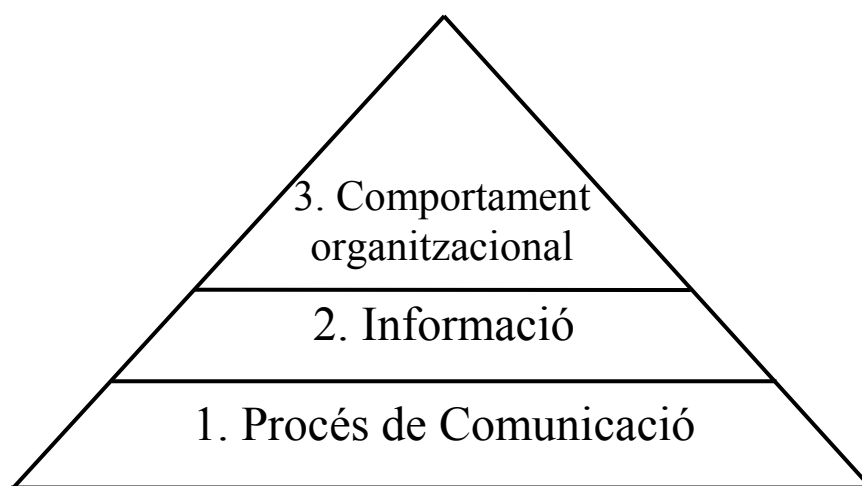 3. Comportament
organitzacional
2. Informació
1. Procés de Comunicació